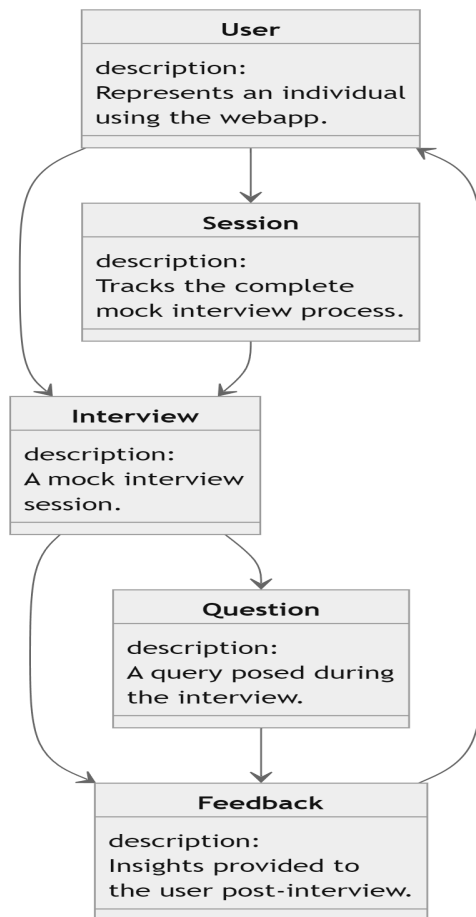 User
description:
Represents an individual
using the webapp.
Session
description:
Tracks the complete
mock interview process.
Interview
description:
A mock interview
session.
Question
description:
A query posed during
the interview.
Feedback
description:
Insights provided to
the user post-interview.